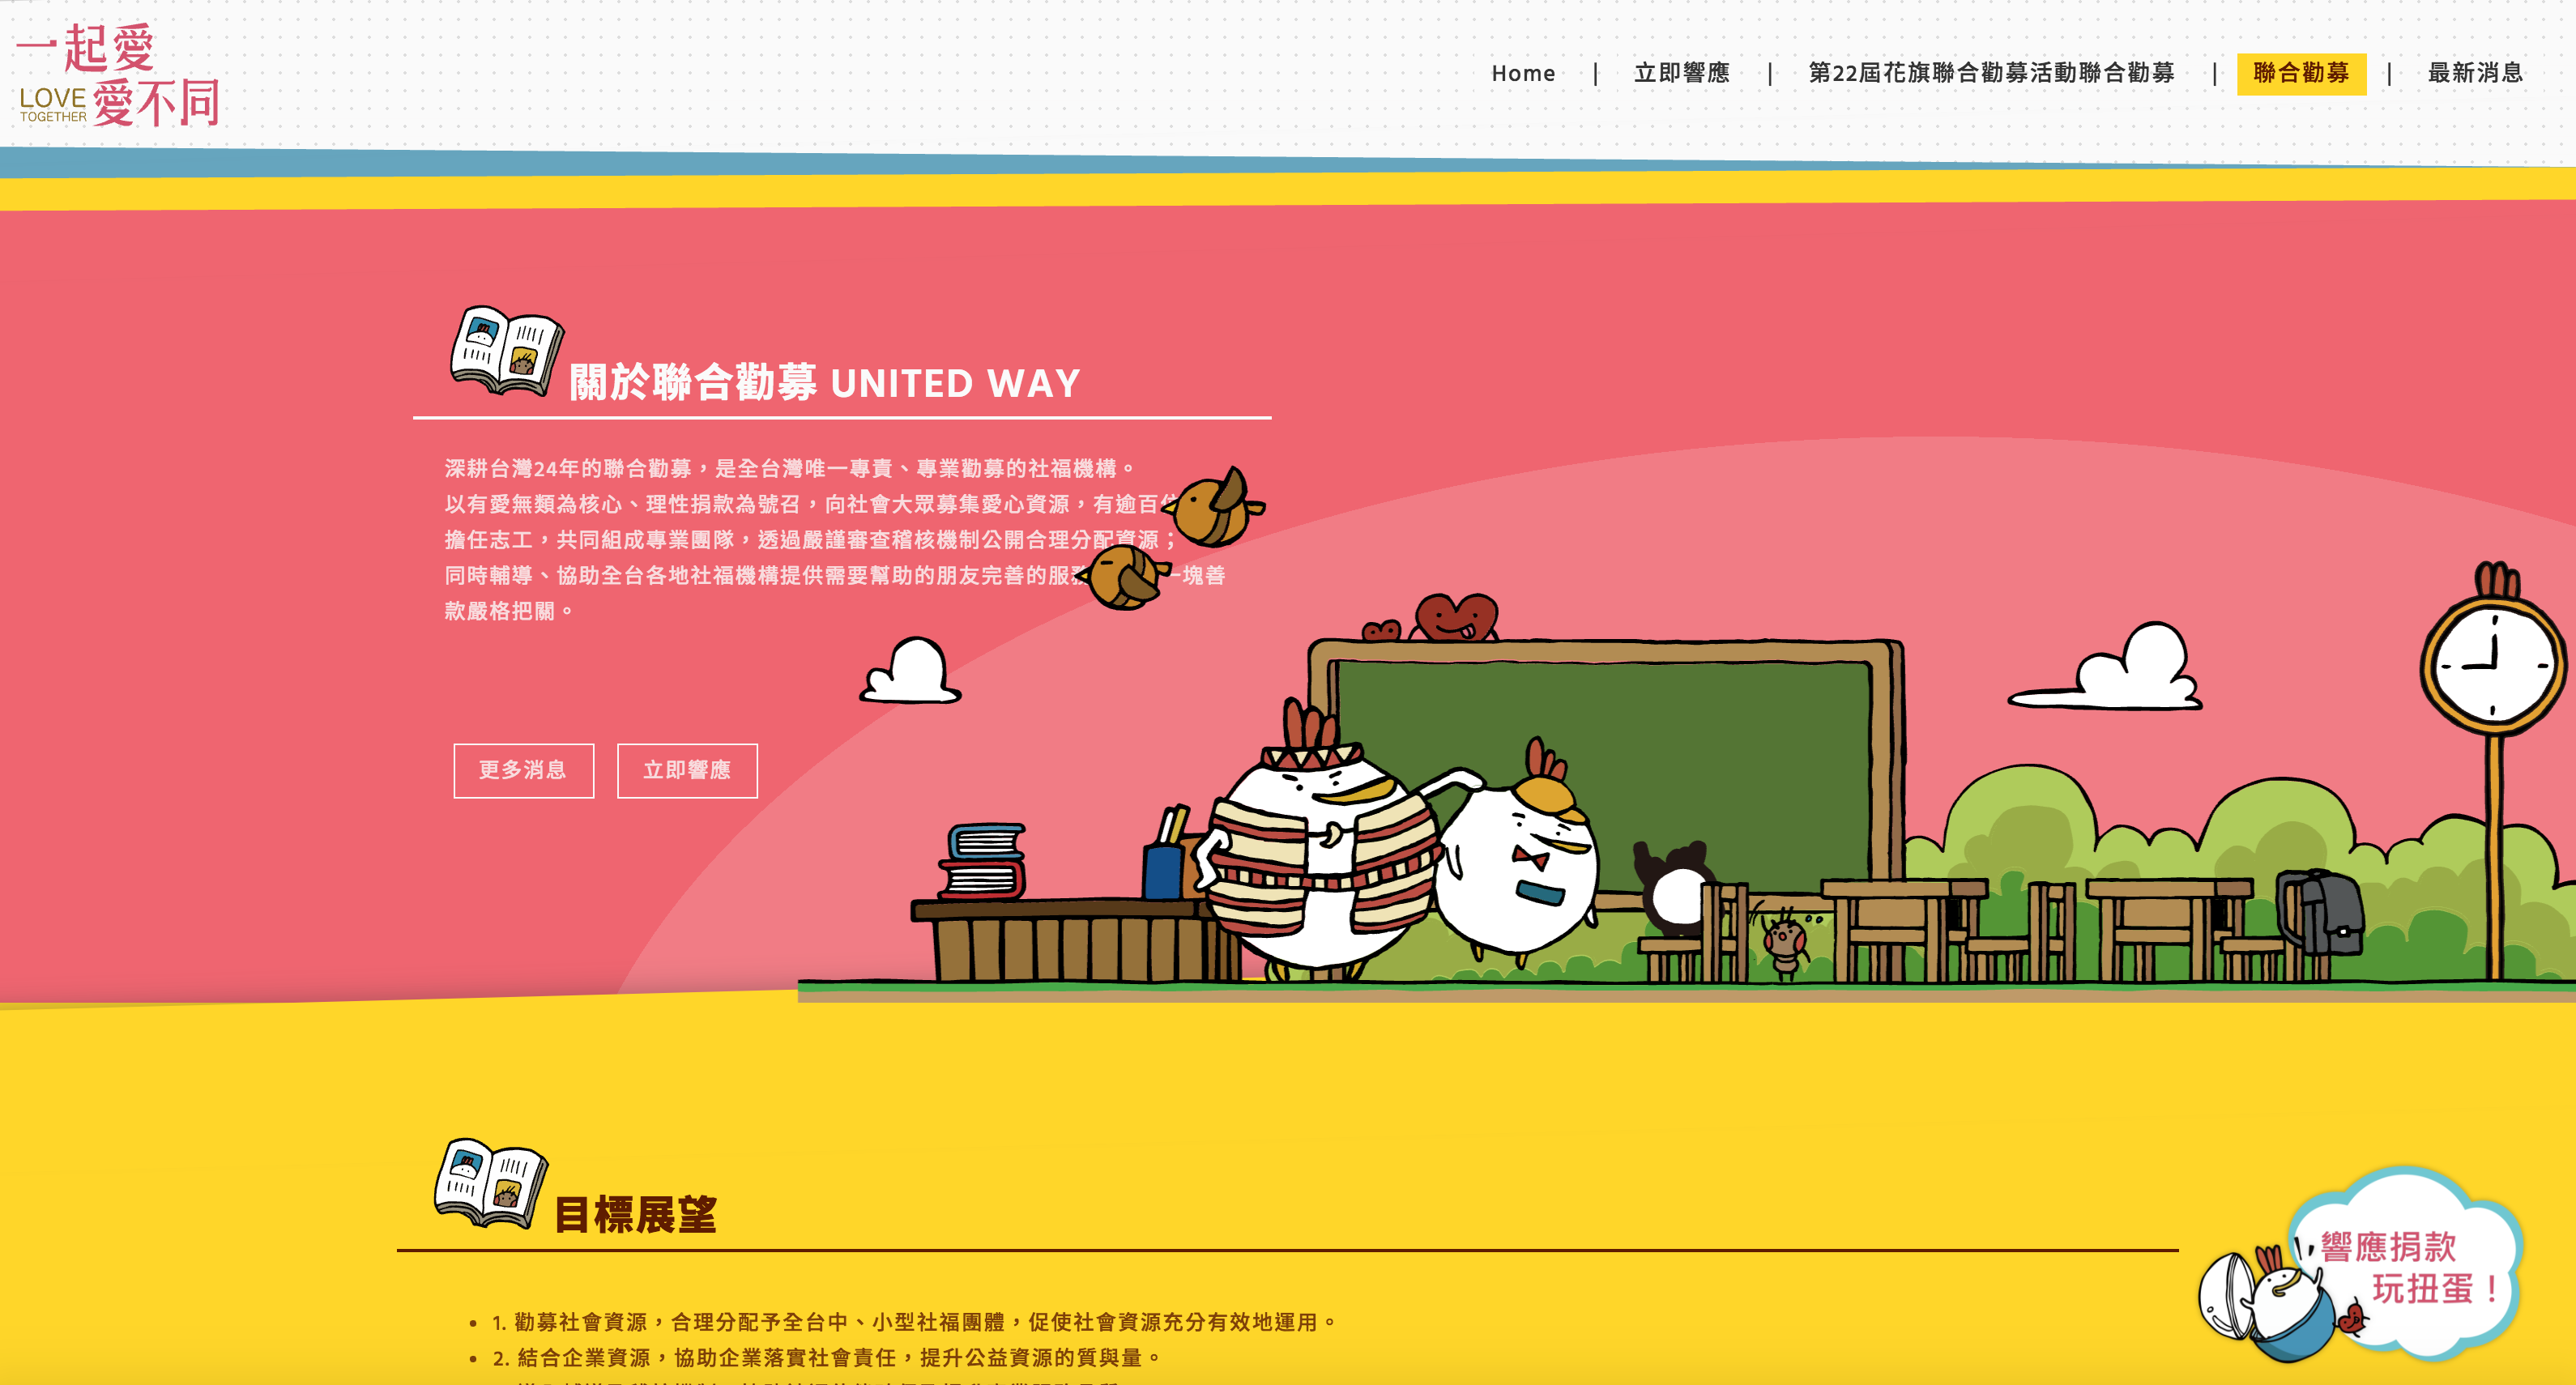 一起愛
LOVE TOGETHER 愛不同
Home | 立即響應 | 第22屆花旗聯合勸募活動聯合勸募 | 聯合勸募 | 最新消息
關於聯合勸募 UNITED WAY
深耕台灣24年的聯合勸募，是全台灣唯一專責、專業勸募的社福機構。
以有愛無類為核心、理性捐款為號召，向社會大眾募集愛心資源，有逾百
擔任志工，共同組成專業團隊，透過嚴謹審查稽核機制公開合理分配資源；
同時輔導、協助全台各地社福機構提供需要幫助的朋友完善的服務 一塊善
款嚴格把關。
更多消息
立即響應
目標展望
• 1. 勸募社會資源，合理分配予全台中、小型社福團體，促使社會資源充分有效地運用。
• 2. 結合企業資源，協助企業落實社會責任，提升公益資源的質與量。
響應捐款
玩扭蛋！